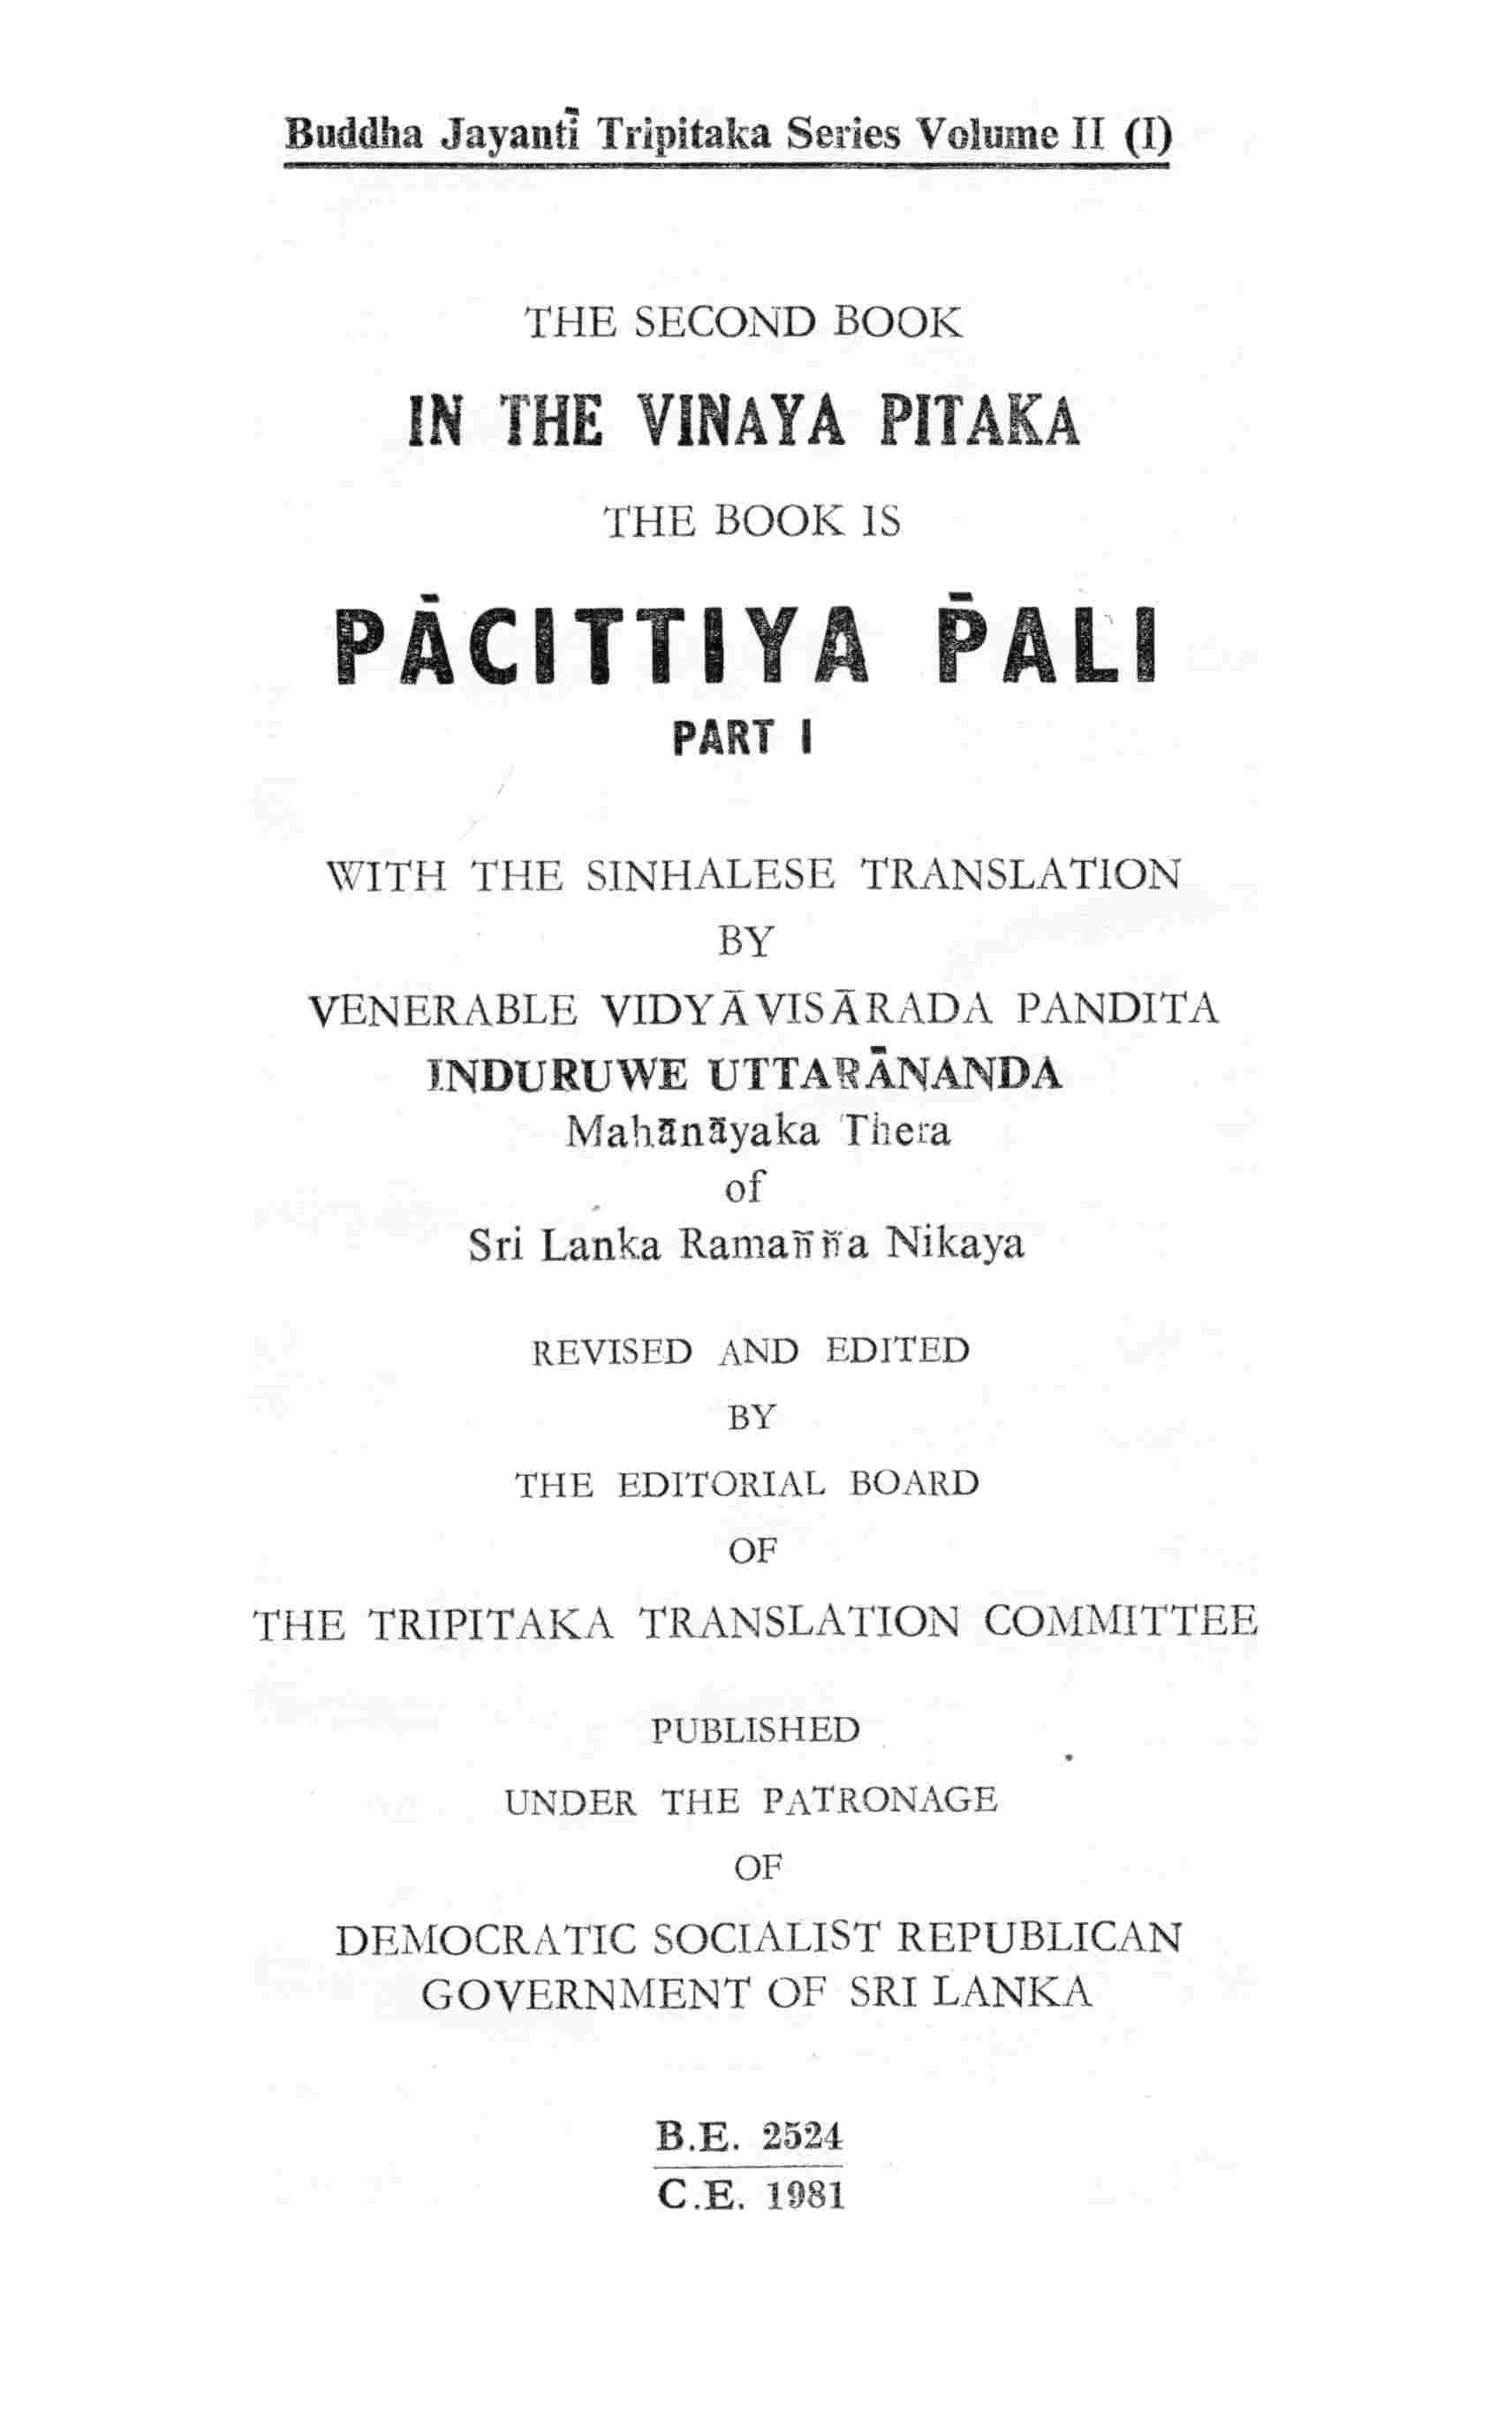 Buddha Jayantī Tripitaka Series Volume II (I)
THE SECOND BOOK
IN THE VINAYA PITAKA
THE BOOK IS
PĀCITTIYA P̄ALI
PART I
WITH THE SINHALESE TRANSLATION
BY
VENERABLE VIDYĀVISĀRADA PANDITA
INDURUWE UTTARĀNANDA
Mahānāyaka Thera
of
Sri Lanka Ramañña Nikaya
REVISED AND EDITED
BY
THE EDITORIAL BOARD
OF
THE TRIPITAKA TRANSLATION COMMITTEE
PUBLISHED
UNDER THE PATRONAGE
OF
DEMOCRATIC SOCIALIST REPUBLICAN
GOVERNMENT OF SRI LANKA
B.E. 2524
C.E. 1981